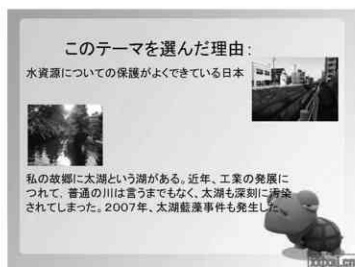 このテーマを選んだ理由：
水資源についての保護がよくできている日本
私の故郷に太湖という湖がある。近年、工業の発展に
つれて、普通の川は言うまでもなく、太湖も深刻に汚染
されてしまった。2007年、太湖藍藻事件も発生した。